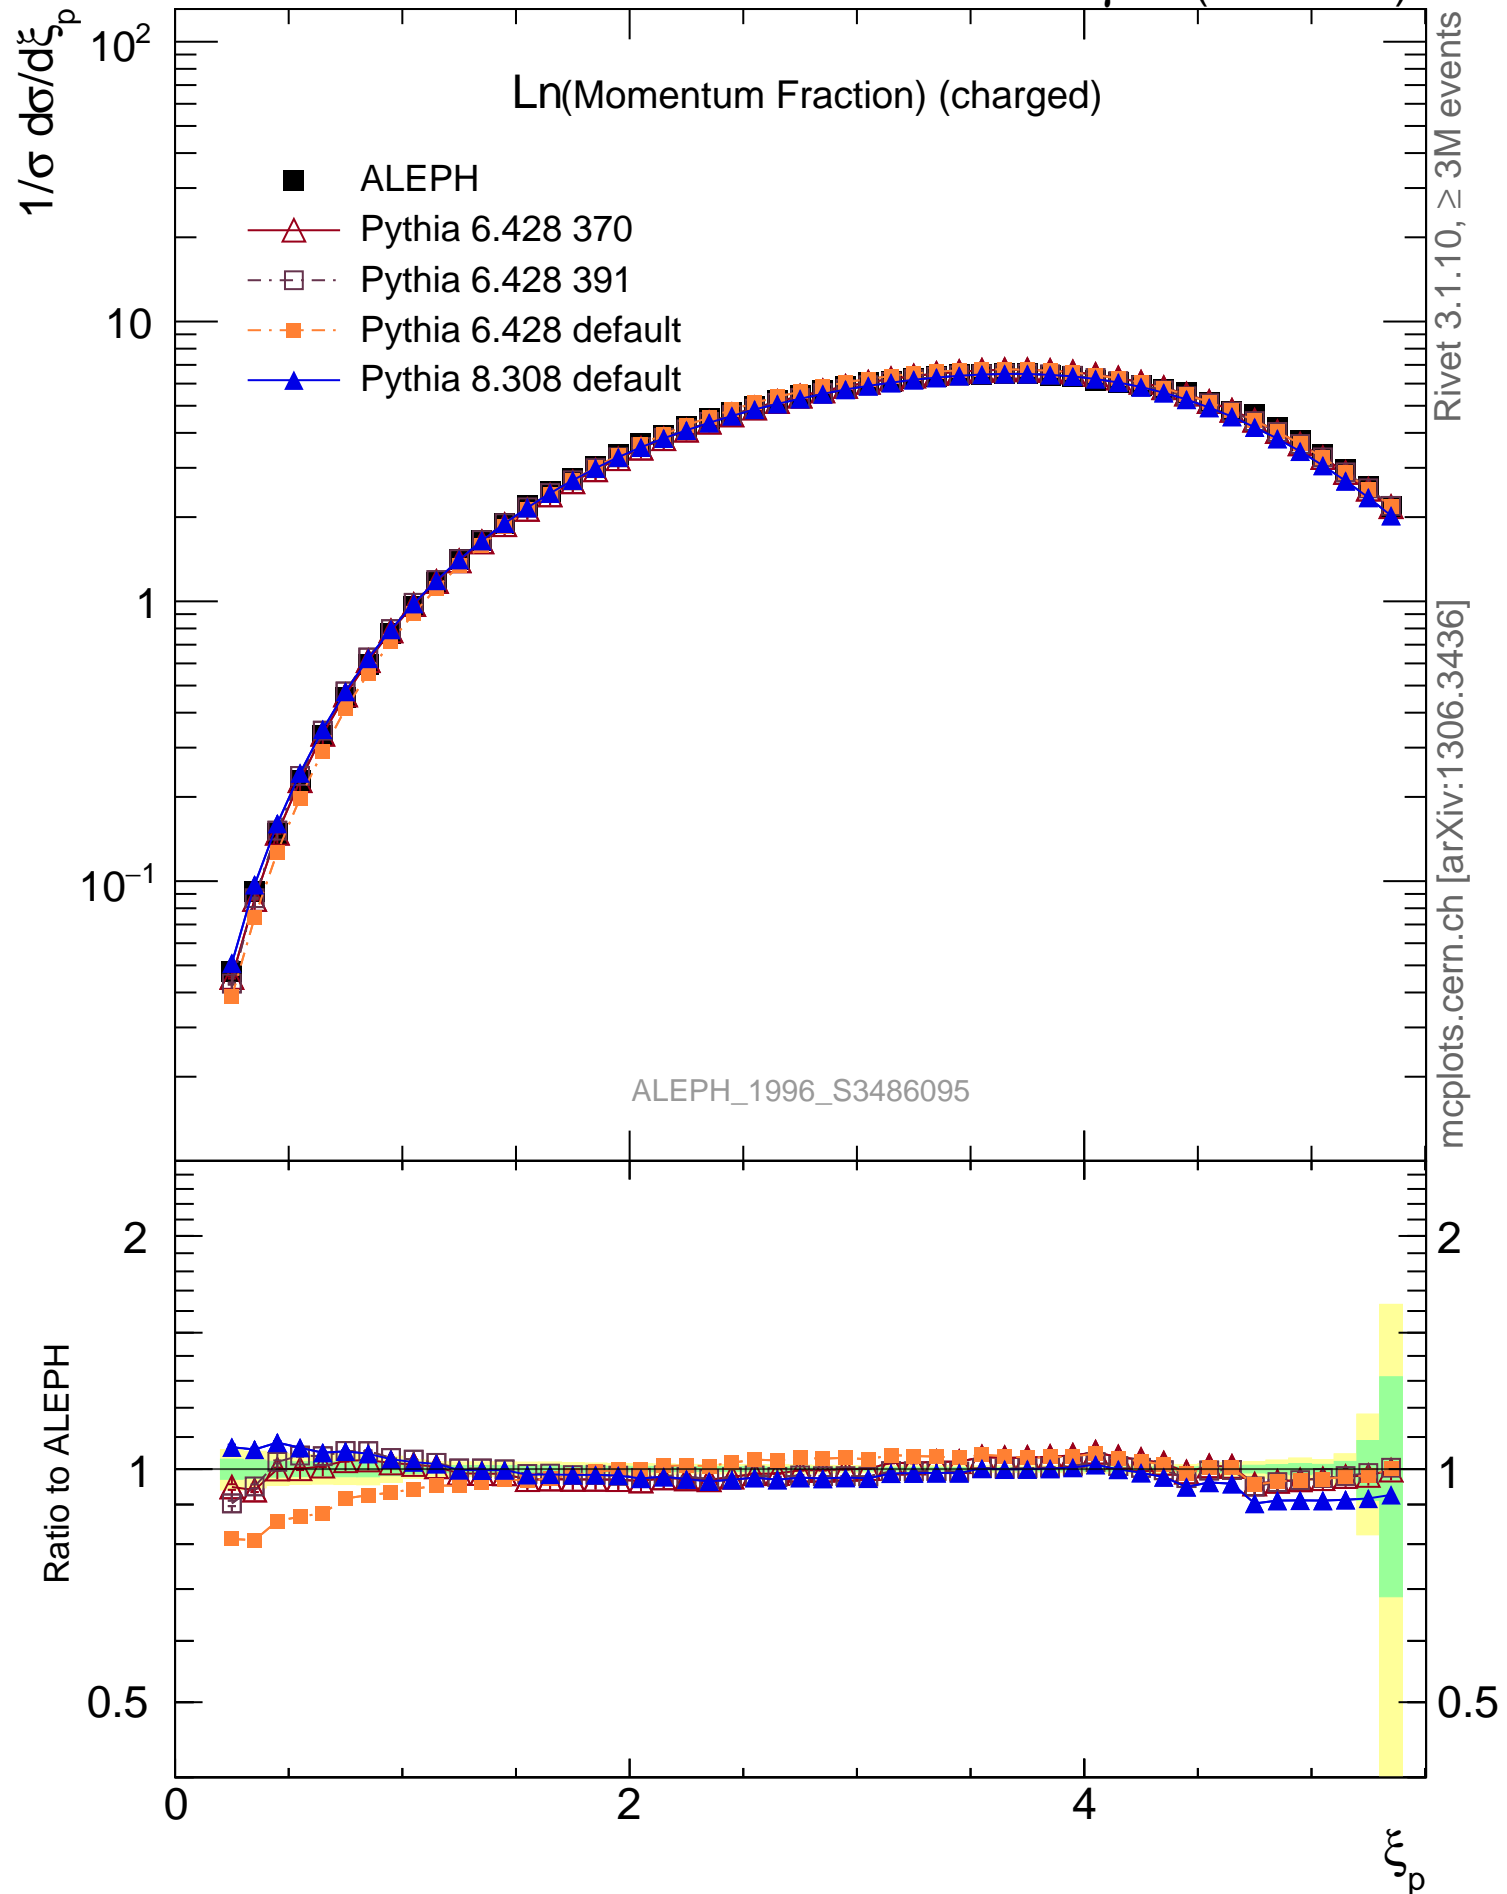 1/σ dσ/dξp
Ln(Momentum Fraction) (charged)
ALEPH
Pythia 6.428 370
Pythia 6.428 391
Pythia 6.428 default
Pythia 8.308 default
10²
10
1
10⁻¹
ALEPH_1996_S3486095
Rivet 3.1.10, ≥ 3M events
mcplots.cern.ch [arXiv:1306.3436]
Ratio to ALEPH
2
1
0.5
2
1
0.5
0
2
4
ξp